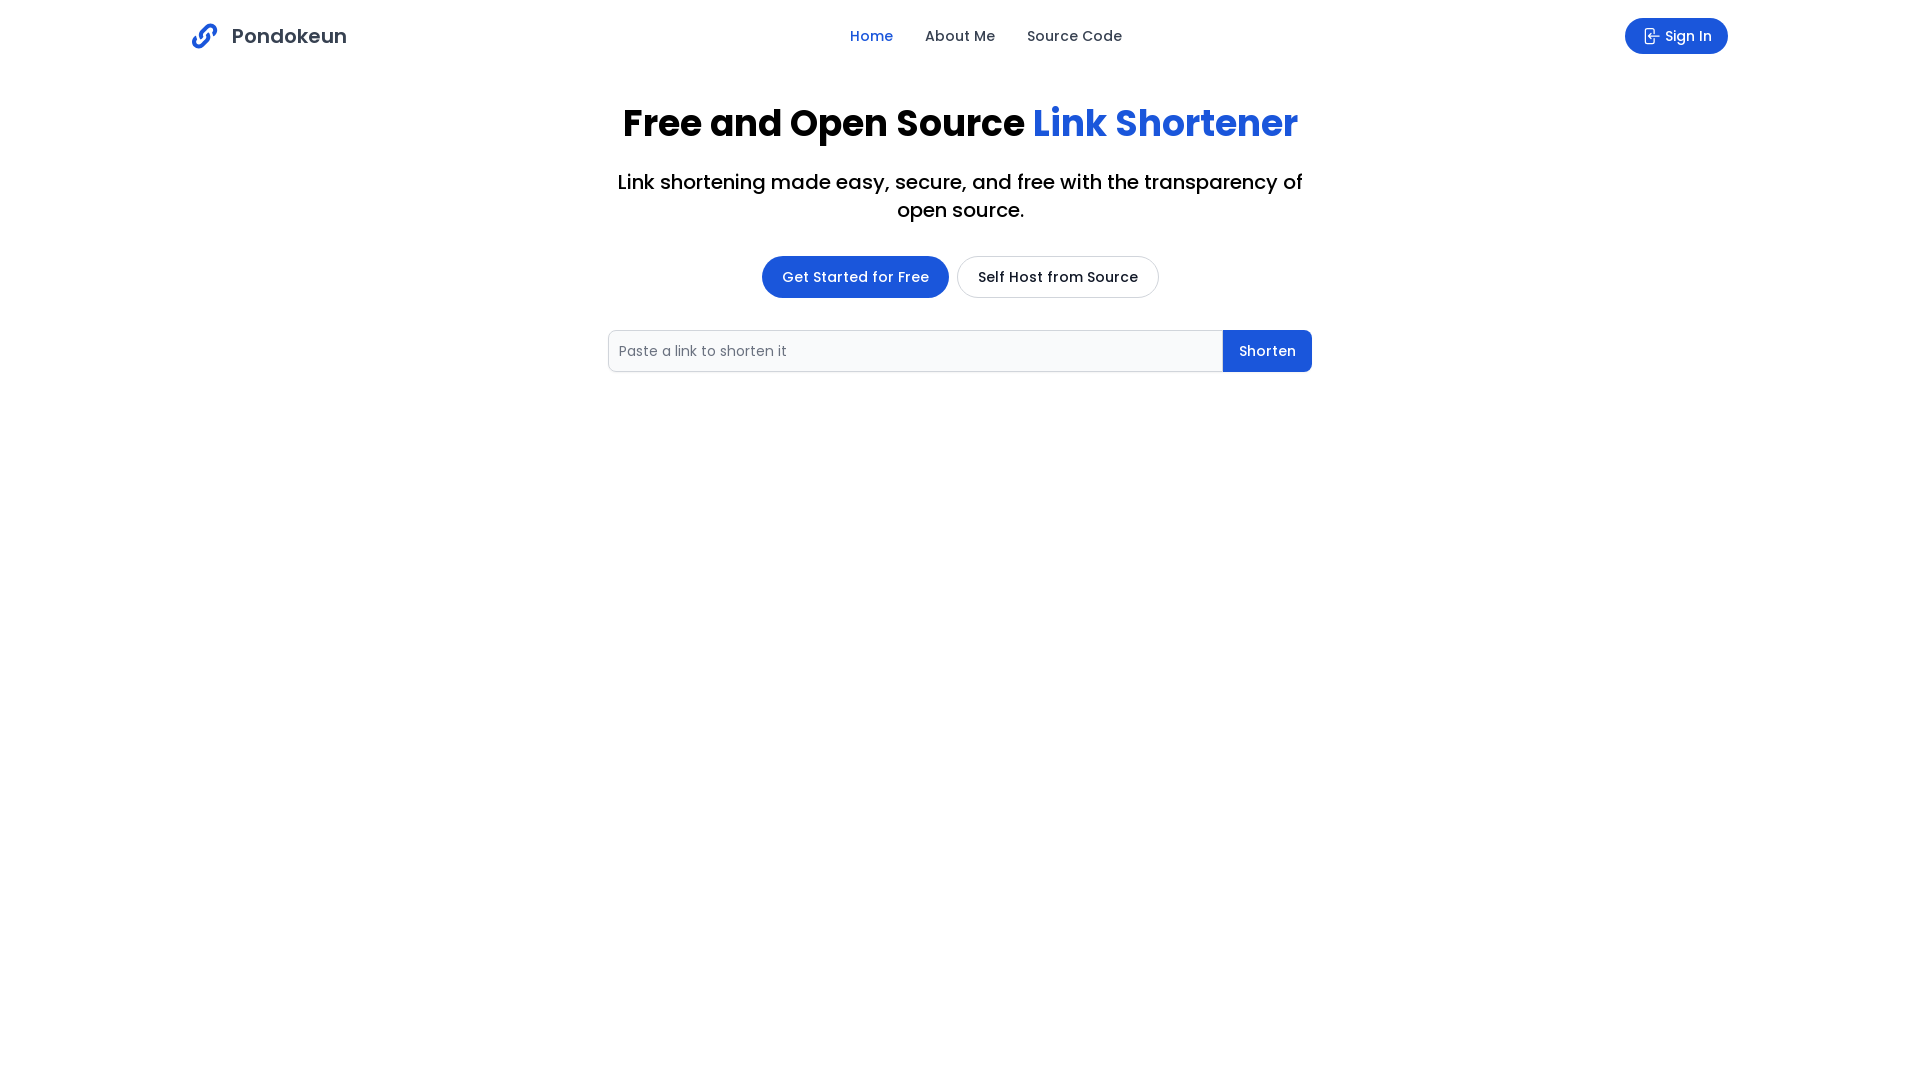 Pondokeun
Home
About Me
Source Code
Sign In
Free and Open Source Link Shortener
Link shortening made easy, secure, and free with the transparency of
open source.
Get Started for Free
Self Host from Source
Paste a link to shorten it
Shorten